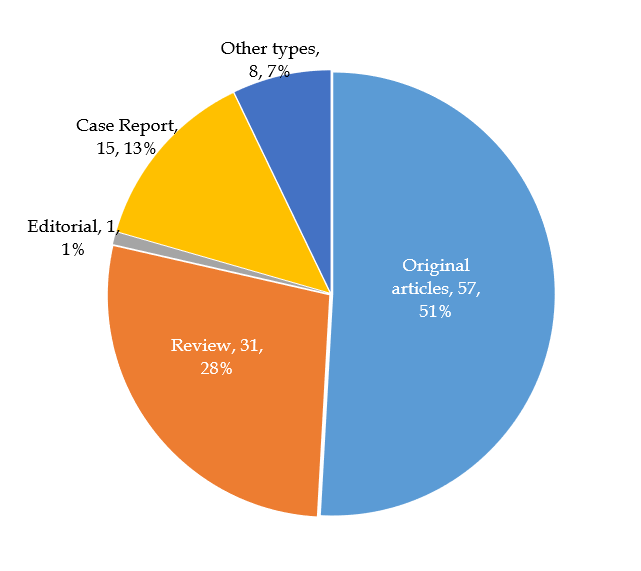 Other types,
8, 7%
Case Report,
15, 13%
Editorial, 1,
1%
Original
articles, 57,
51%
Review, 31,
28%